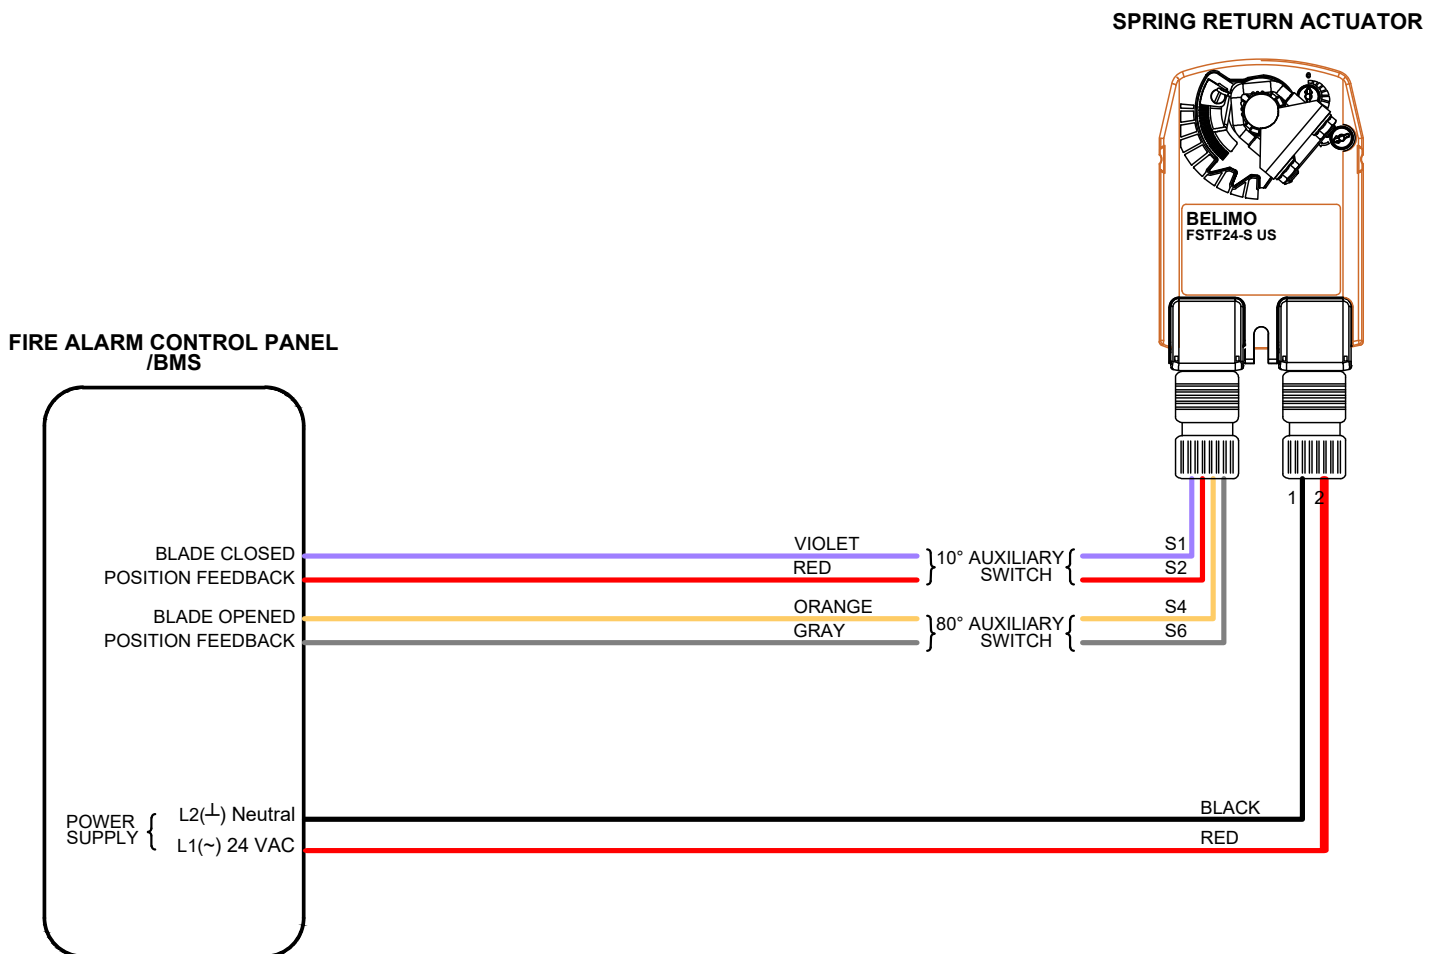 SPRING RETURN ACTUATOR
BELIMO
FSTF24-S US
FIRE ALARM CONTROL PANEL
/BMS
1 2
BLADE CLOSED
POSITION FEEDBACK
VIOLET
RED
10° AUXILIARY
SWITCH
S1
S2
BLADE OPENED
POSITION FEEDBACK
ORANGE
GRAY
80° AUXILIARY
SWITCH
S4
S6
POWER
SUPPLY
L2(┴) Neutral
L1(~) 24 VAC
BLACK
RED